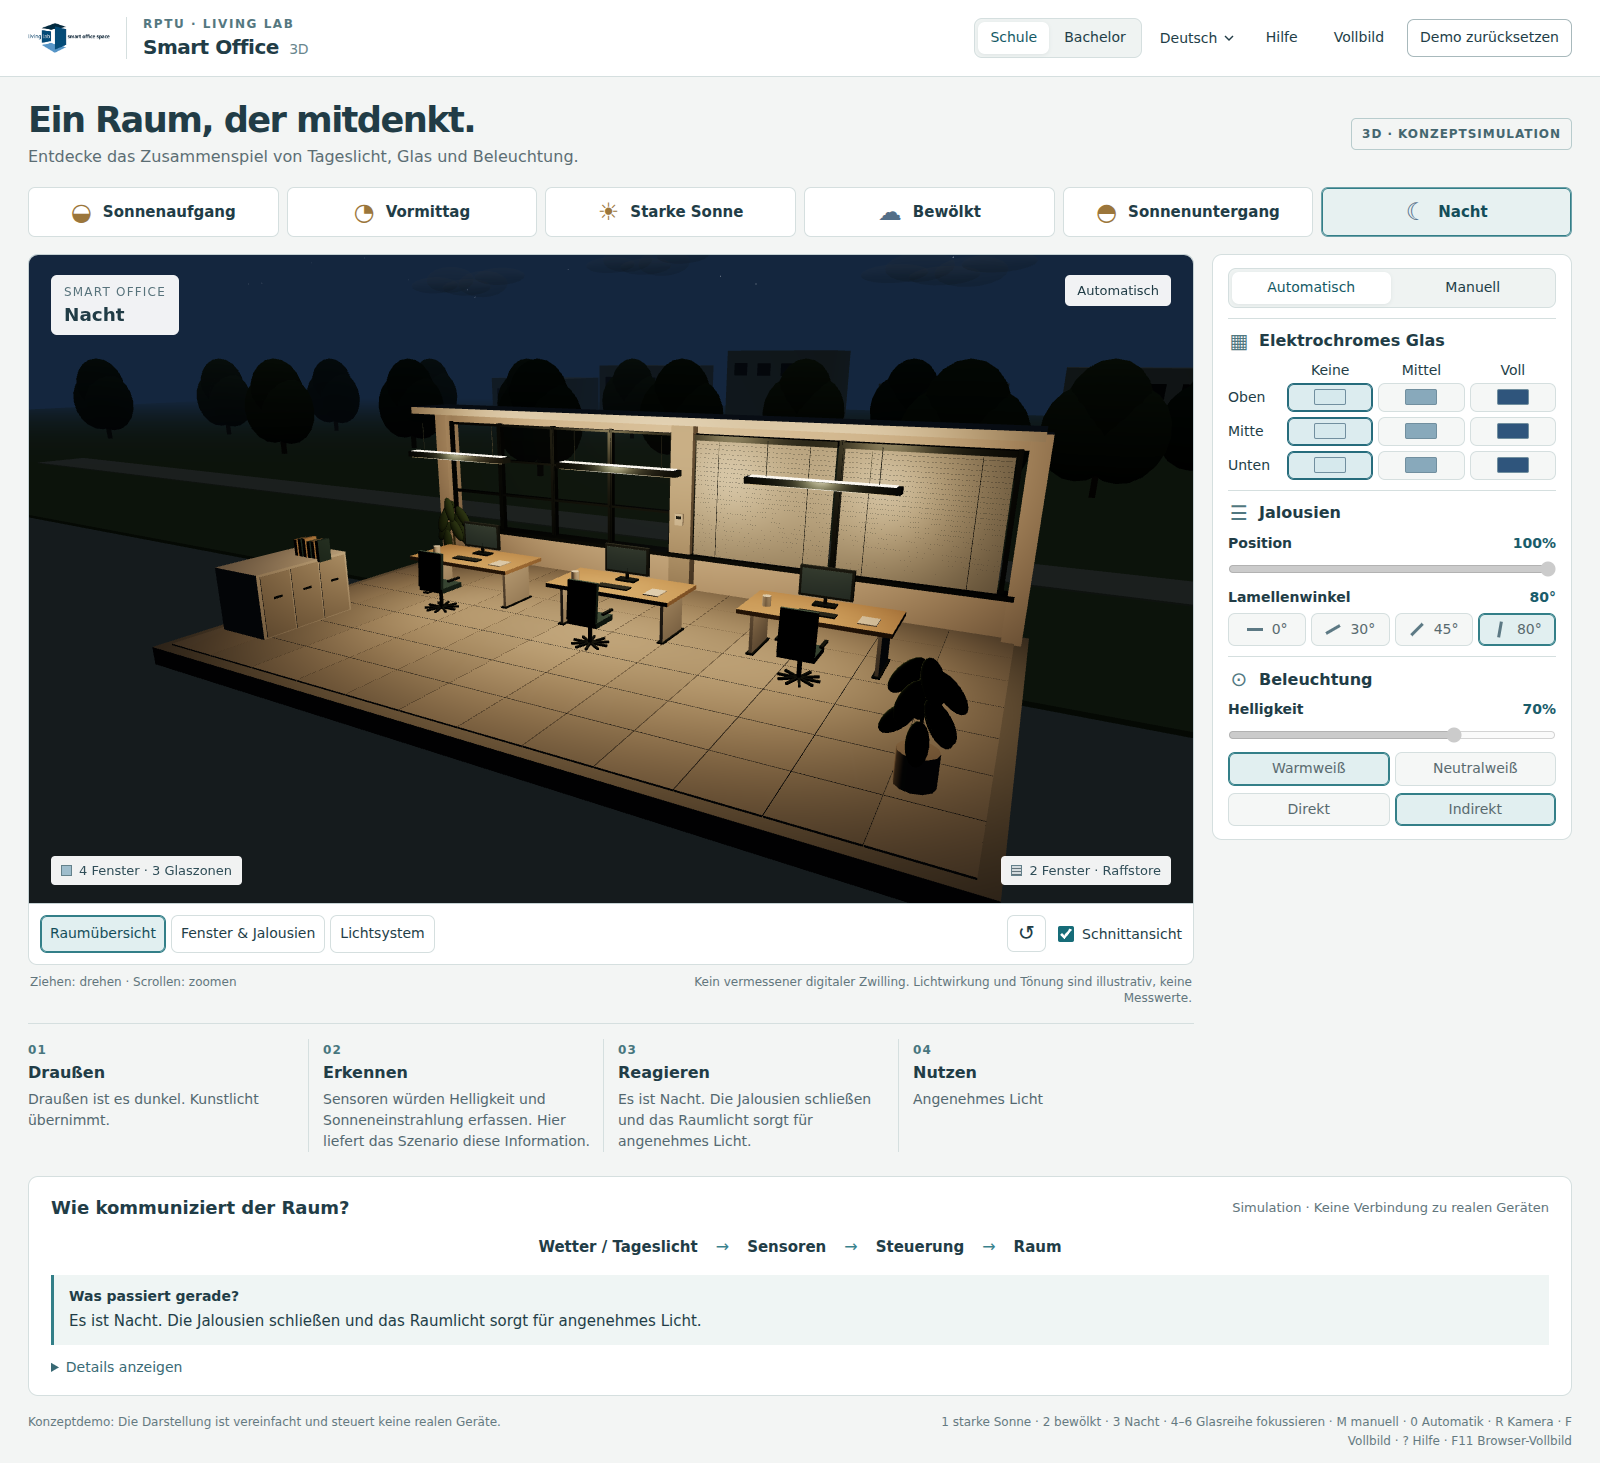 living lab smart office space
RPTU · LIVING LAB
Smart Office 3D
Schule
Bachelor
Deutsch
Hilfe
Vollbild
Demo zurücksetzen
Ein Raum, der mitdenkt.
Entdecke das Zusammenspiel von Tageslicht, Glas und Beleuchtung.
3D · KONZEPTSIMULATION
Sonnenaufgang
Vormittag
Starke Sonne
Bewölkt
Sonnenuntergang
Nacht
SMART OFFICE
Nacht
Automatisch
4 Fenster · 3 Glaszonen
2 Fenster · Raffstore
Raumübersicht
Fenster & Jalousien
Lichtsystem
Schnittansicht
Ziehen: drehen · Scrollen: zoomen
Kein vermessener digitaler Zwilling. Lichtwirkung und Tönung sind illustrativ, keine
Messwerte.
Automatisch
Manuell
Elektrochromes Glas
Keine
Mittel
Voll
Oben
Mitte
Unten
Jalousien
Position 100%
Lamellenwinkel 80°
0°
30°
45°
80°
Beleuchtung
Helligkeit 70%
Warmweiß
Neutralweiß
Direkt
Indirekt
01
Draußen
Draußen ist es dunkel. Kunstlicht
übernimmt.
02
Erkennen
Sensoren würden Helligkeit und
Sonneneinstrahlung erfassen. Hier
liefert das Szenario diese Information.
03
Reagieren
Es ist Nacht. Die Jalousien schließen
und das Raumlicht sorgt für
angenehmes Licht.
04
Nutzen
Angenehmes Licht
Wie kommuniziert der Raum?
Simulation · Keine Verbindung zu realen Geräten
Wetter / Tageslicht → Sensoren → Steuerung → Raum
Was passiert gerade?
Es ist Nacht. Die Jalousien schließen und das Raumlicht sorgt für angenehmes Licht.
Details anzeigen
Konzeptdemo: Die Darstellung ist vereinfacht und steuert keine realen Geräte.
1 starke Sonne · 2 bewölkt · 3 Nacht · 4–6 Glasreihe fokussieren · M manuell · 0 Automatik · R Kamera · F
Vollbild · ? Hilfe · F11 Browser-Vollbild